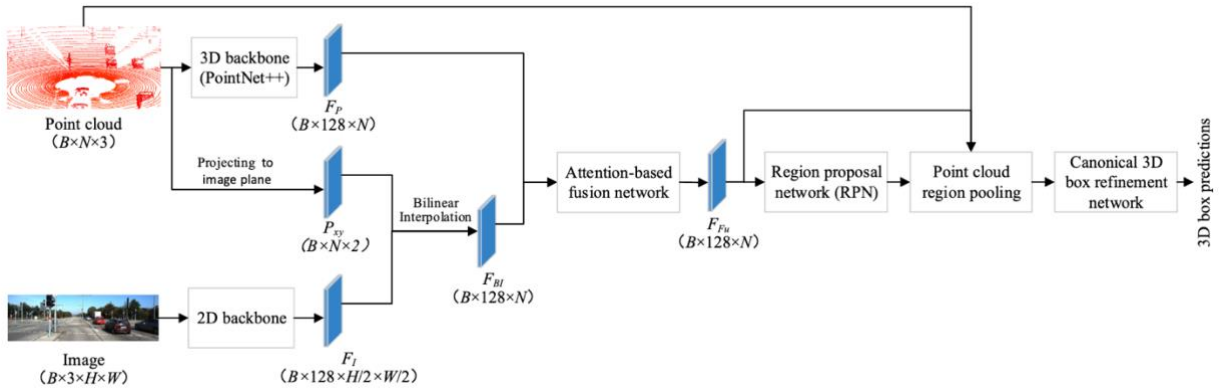 Point cloud
(B×N×3)
3D backbone
(PointNet++)
F_P
(B×128×N)
Projecting to
image plane
P_xy
(B×N×2)
Image
(B×3×H×W)
2D backbone
F_I
(B×128×H/2×W/2)
Bilinear
Interpolation
F_BI
(B×128×N)
Attention-based
fusion network
F_Fu
(B×128×N)
Region proposal
network (RPN)
Point cloud
region pooling
Canonical 3D
box refinement
network
3D box predictions